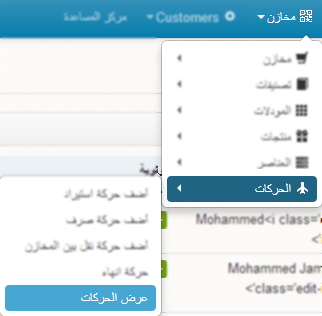 مخازن
Customers
مركز المساعدة
مخازن
تصنيفات
المودلات
منتجات
العناصر
الحركات
أضف حركة استيراد
أضف حركة صرف
أضف حركة نقل بين المخازن
حركة انهاء
عرض الحركات
Mohammed<i class='
<'
Mohammed Jam
<'class='edit-